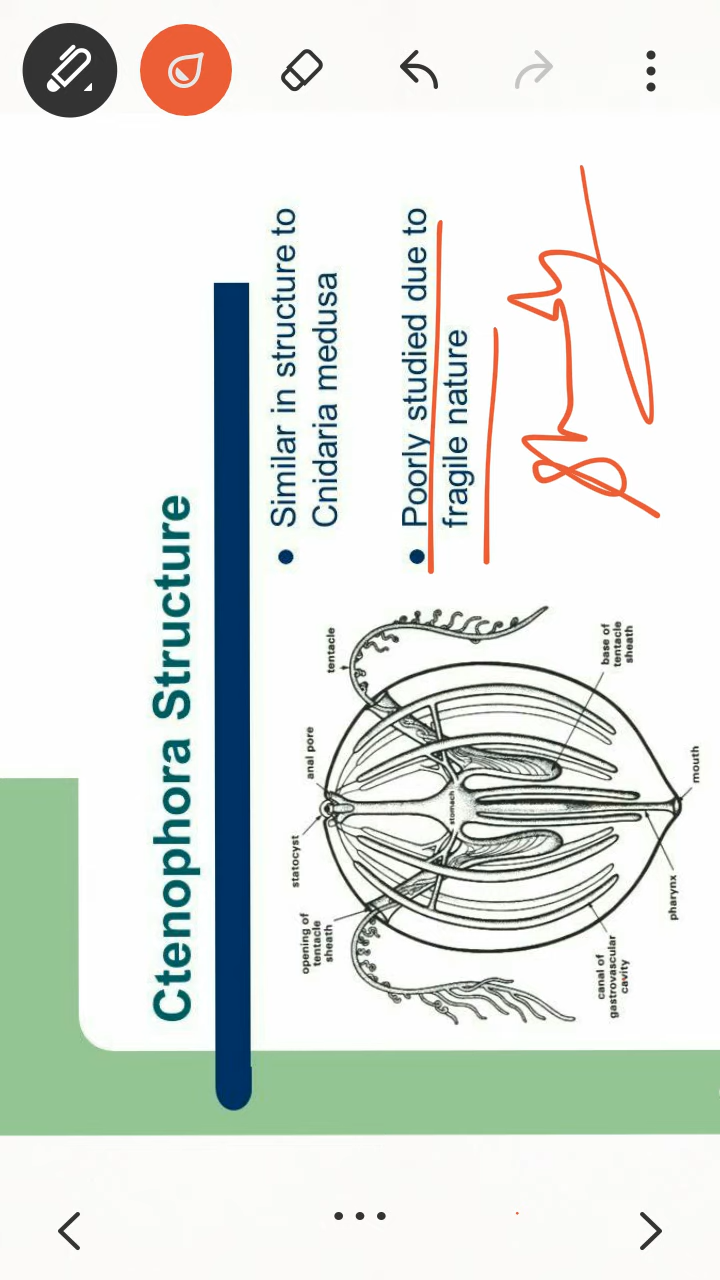 Ctenophora Structure
• Similar in structure to
Cnidaria medusa
• Poorly studied due to
fragile nature
tentacle
anal pore
statocyst
opening of
tentacle
sheath
stomach
base of
tentacle
sheath
mouth
pharynx
canal of
gastrovascular
cavity